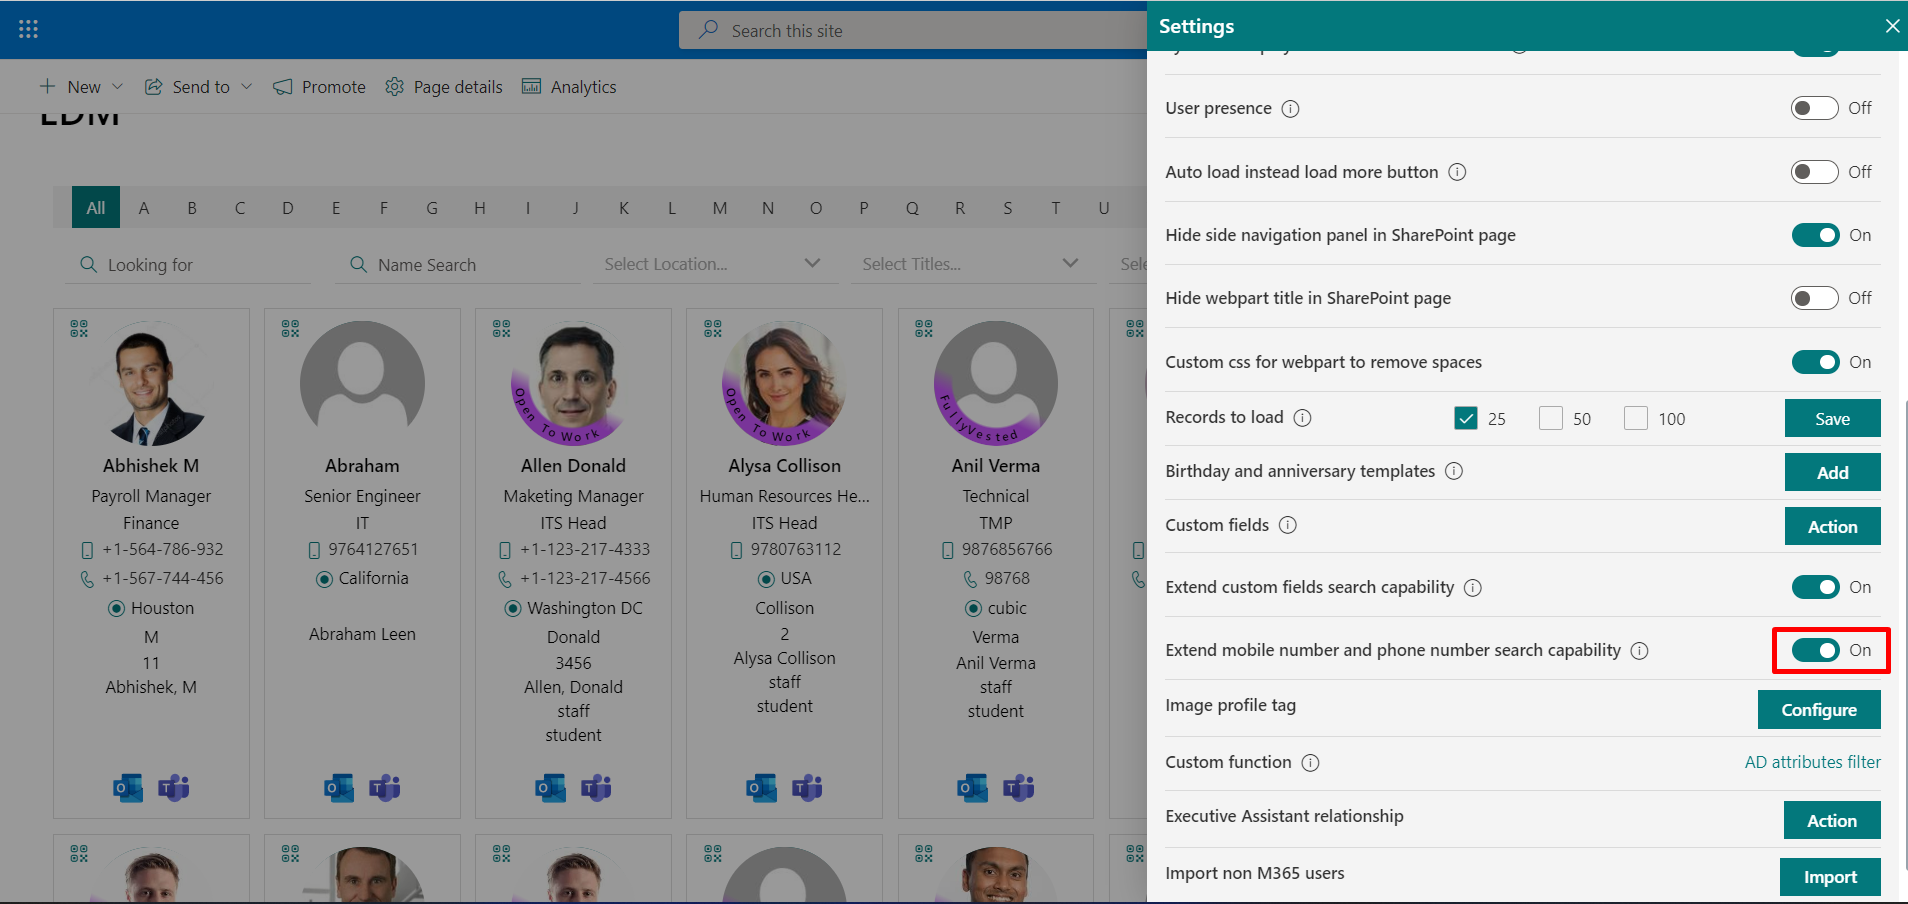 Search this site
Settings
New
Send to
Promote
Page details
Analytics
EDM
All A B C D E F G H I J K L M N O P Q R S T U
Looking for
Name Search
Select Location...
Select Titles...
Sele
Abhishek M
Payroll Manager
Finance
+1-564-786-932
+1-567-744-456
Houston
M
11
Abhishek, M
Abraham
Senior Engineer
IT
9764127651
California
Abraham Leen
Open To Work
Allen Donald
Maketing Manager
ITS Head
+1-123-217-4333
+1-123-217-4566
Washington DC
Donald
3456
Allen, Donald
staff
student
Open To Work
Alysa Collison
Human Resources He...
ITS Head
9780763112
USA
Collison
2
Alysa Collison
staff
student
FullyVested
Anil Verma
Technical
TMP
9876856766
98768
cubic
Verma
Anil Verma
staff
student
User presence
Off
Auto load instead load more button
Off
Hide side navigation panel in SharePoint page
On
Hide webpart title in SharePoint page
Off
Custom css for webpart to remove spaces
On
Records to load
25
50
100
Save
Birthday and anniversary templates
Add
Custom fields
Action
Extend custom fields search capability
On
Extend mobile number and phone number search capability
On
Image profile tag
Configure
Custom function
AD attributes filter
Executive Assistant relationship
Action
Import non M365 users
Import